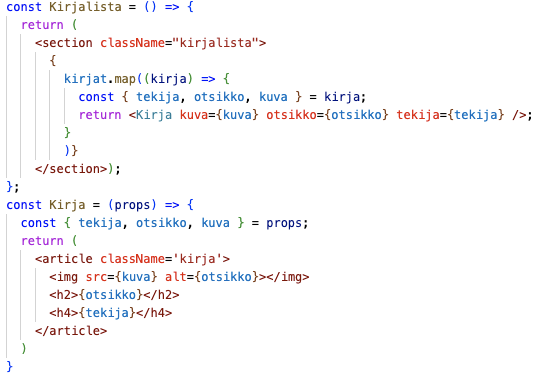 const Kirjalista = () => {
  return (
    <section className="kirjalista">
      {
        kirjat.map((kirja) => {
          const { tekija, otsikko, kuva } = kirja;
          return <Kirja kuva={kuva} otsikko={otsikko} tekija={tekija} />;
        }
        )}
    </section>);
};
const Kirja = (props) => {
  const { tekija, otsikko, kuva } = props;
  return (
    <article className='kirja'>
      <img src={kuva} alt={otsikko}></img>
      <h2>{otsikko}</h2>
      <h4>{tekija}</h4>
    </article>
  )
}